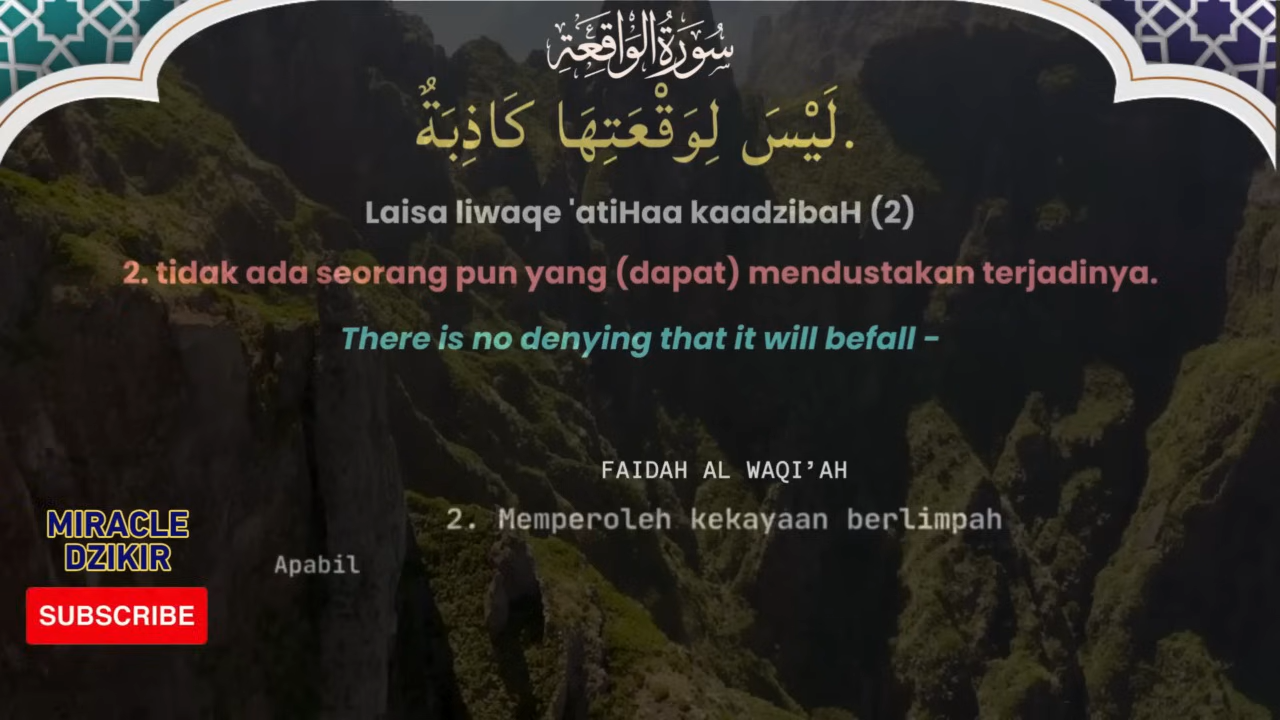 سُورَةُ الوَاقِعَةِ
لَيْسَ لِوَقْعَتِهَا كَاذِبَةٌ.
Laisa liwaqe 'atiHaa kaadzibaH (2)
2. tidak ada seorang pun yang (dapat) mendustakan terjadinya.
There is no denying that it will befall -
FAIDAH AL WAQI’AH
2. Memperoleh kekayaan berlimpah
Apabil
MIRACLE
DZIKIR
SUBSCRIBE